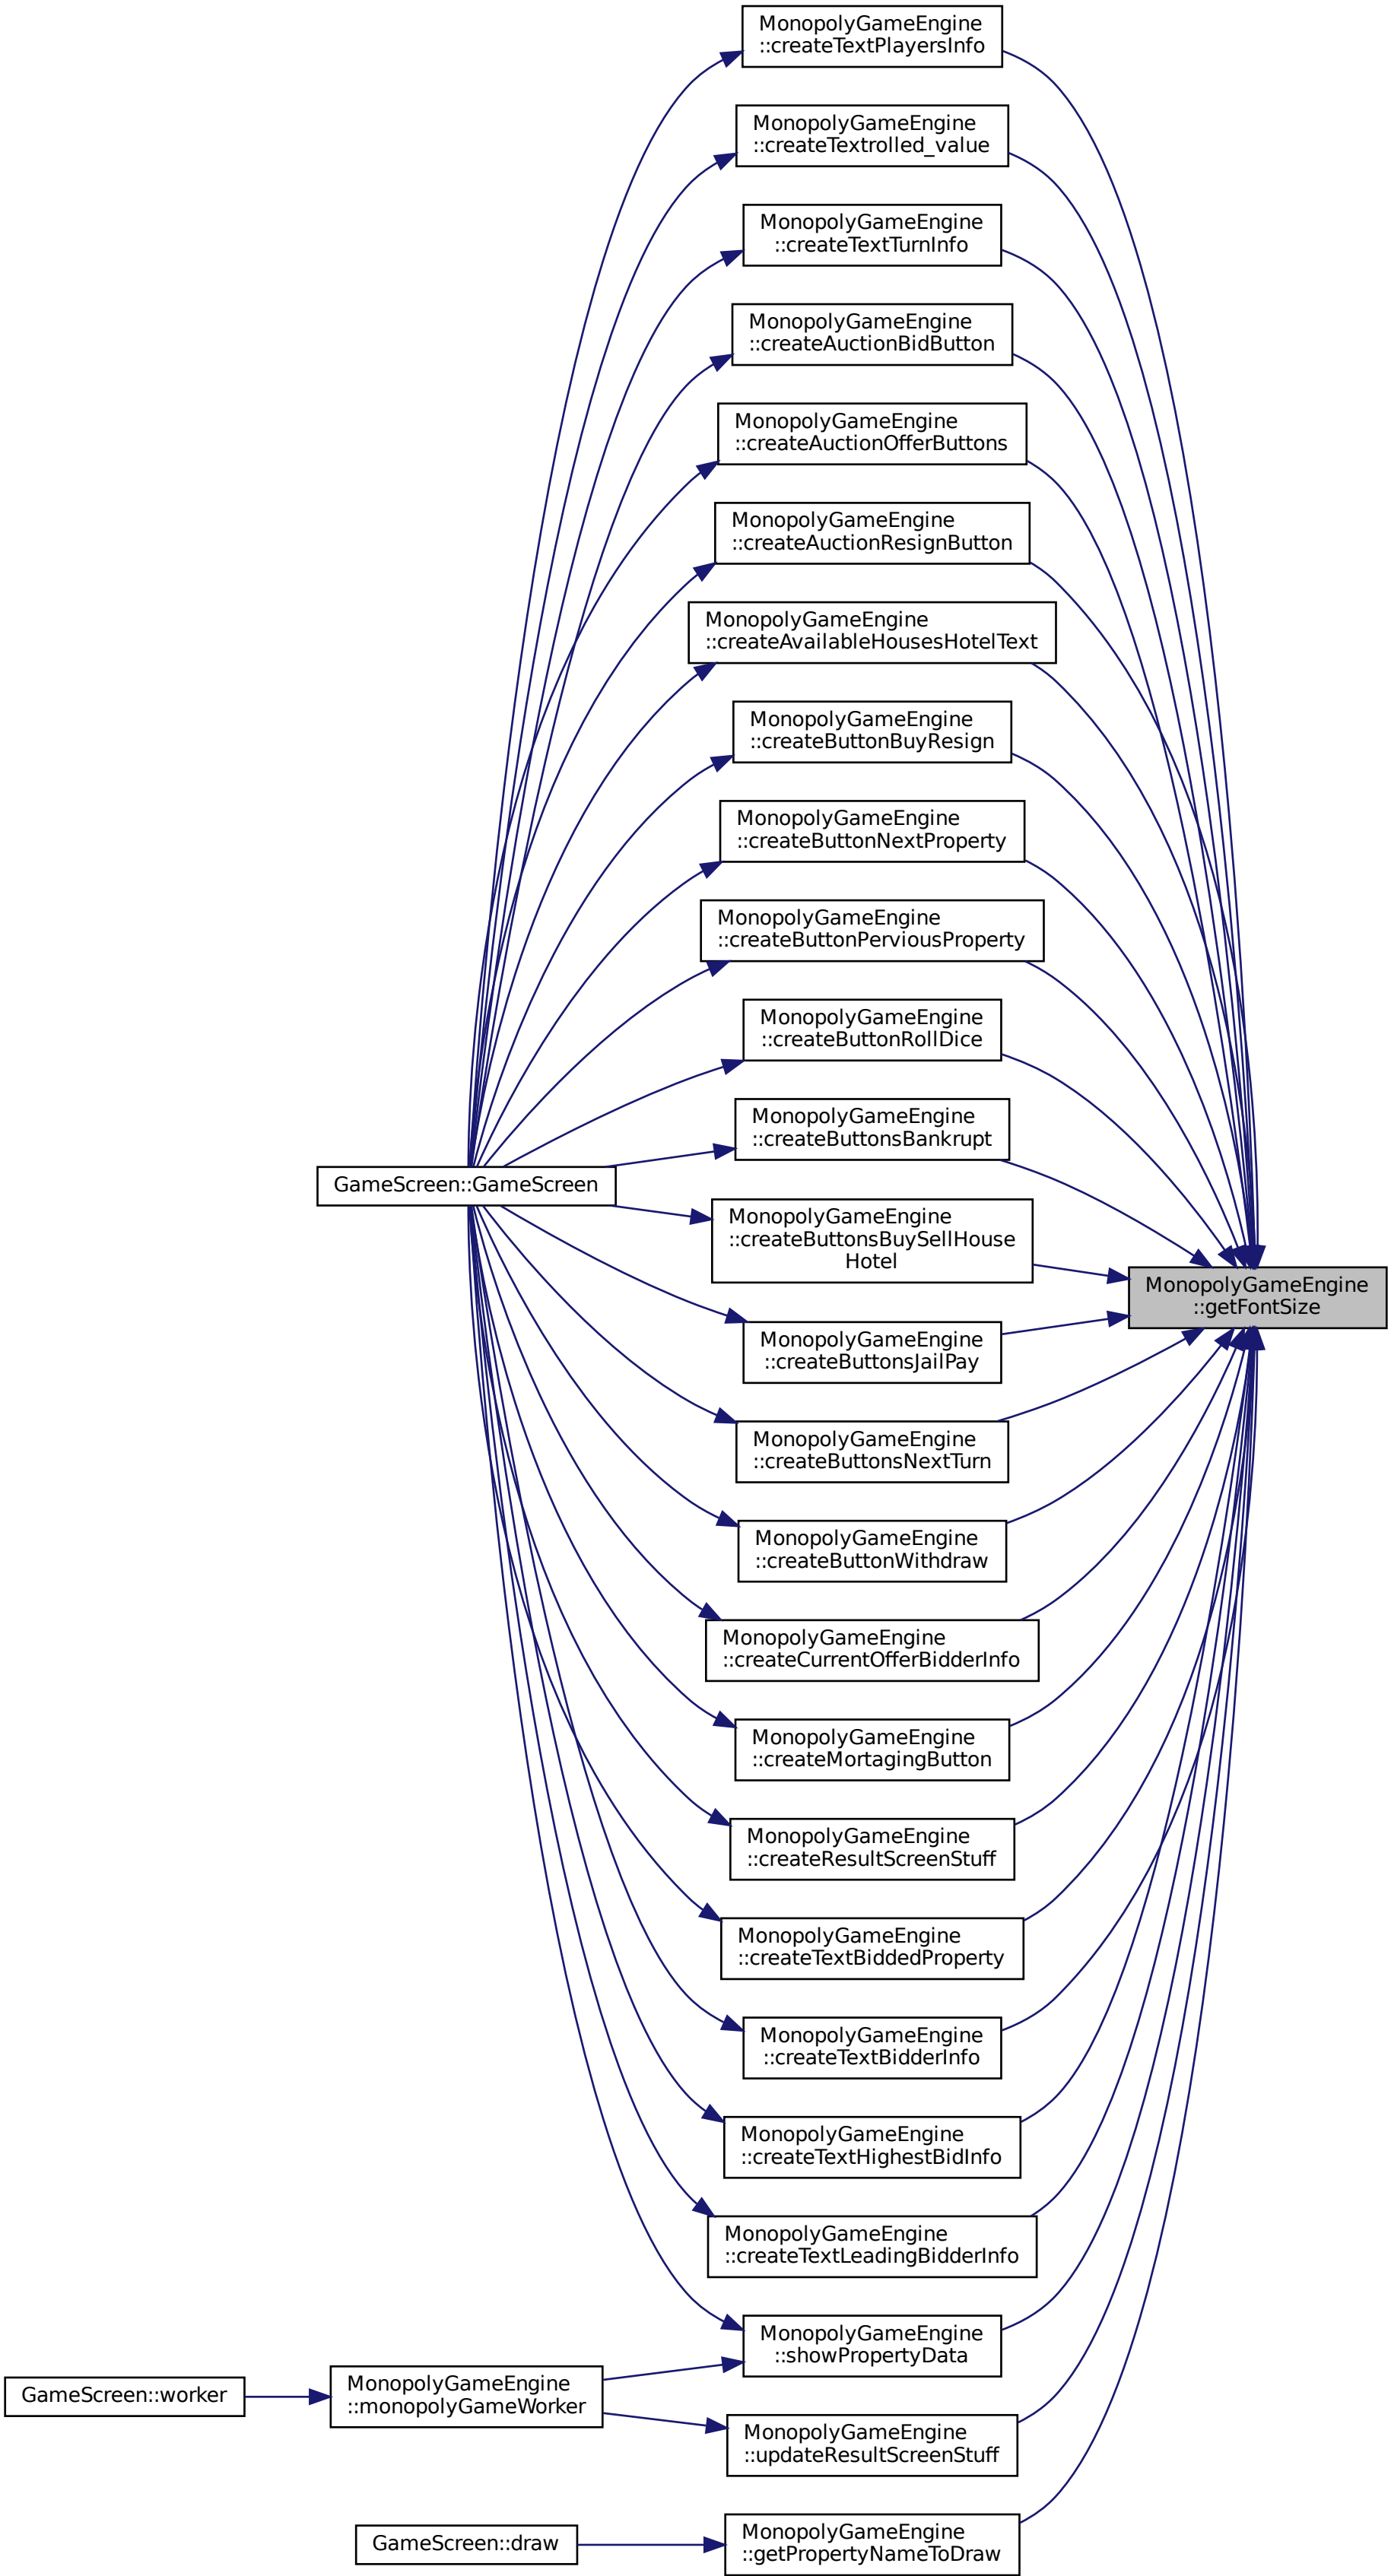 MonopolyGameEngine
::createTextPlayersInfo
MonopolyGameEngine
::createTextrolled_value
MonopolyGameEngine
::createTextTurnInfo
MonopolyGameEngine
::createAuctionBidButton
MonopolyGameEngine
::createAuctionOfferButtons
MonopolyGameEngine
::createAuctionResignButton
MonopolyGameEngine
::createAvailableHousesHotelText
MonopolyGameEngine
::createButtonBuyResign
MonopolyGameEngine
::createButtonNextProperty
MonopolyGameEngine
::createButtonPerviousProperty
MonopolyGameEngine
::createButtonRollDice
MonopolyGameEngine
::createButtonsBankrupt
GameScreen::GameScreen
MonopolyGameEngine
::createButtonsBuySellHouse
Hotel
MonopolyGameEngine
::getFontSize
MonopolyGameEngine
::createButtonsJailPay
MonopolyGameEngine
::createButtonsNextTurn
MonopolyGameEngine
::createButtonWithdraw
MonopolyGameEngine
::createCurrentOfferBidderInfo
MonopolyGameEngine
::createMortagingButton
MonopolyGameEngine
::createResultScreenStuff
MonopolyGameEngine
::createTextBiddedProperty
MonopolyGameEngine
::createTextBidderInfo
MonopolyGameEngine
::createTextHighestBidInfo
MonopolyGameEngine
::createTextLeadingBidderInfo
MonopolyGameEngine
::showPropertyData
GameScreen::worker
MonopolyGameEngine
::monopolyGameWorker
MonopolyGameEngine
::updateResultScreenStuff
GameScreen::draw
MonopolyGameEngine
::getPropertyNameToDraw